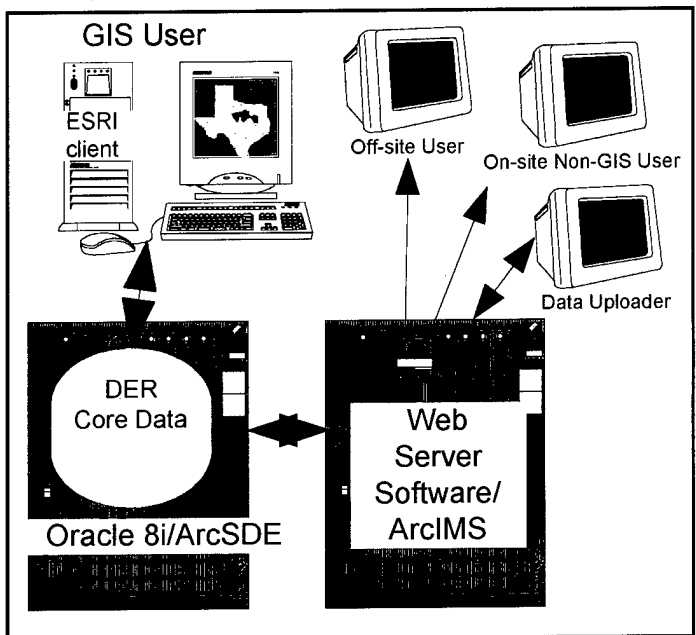 GIS User
ESRI
client
Off-site User
On-site Non-GIS User
Data Uploader
DER
Core Data
Oracle 8i/ArcSDE
Web
Server
Software/
ArcIMS